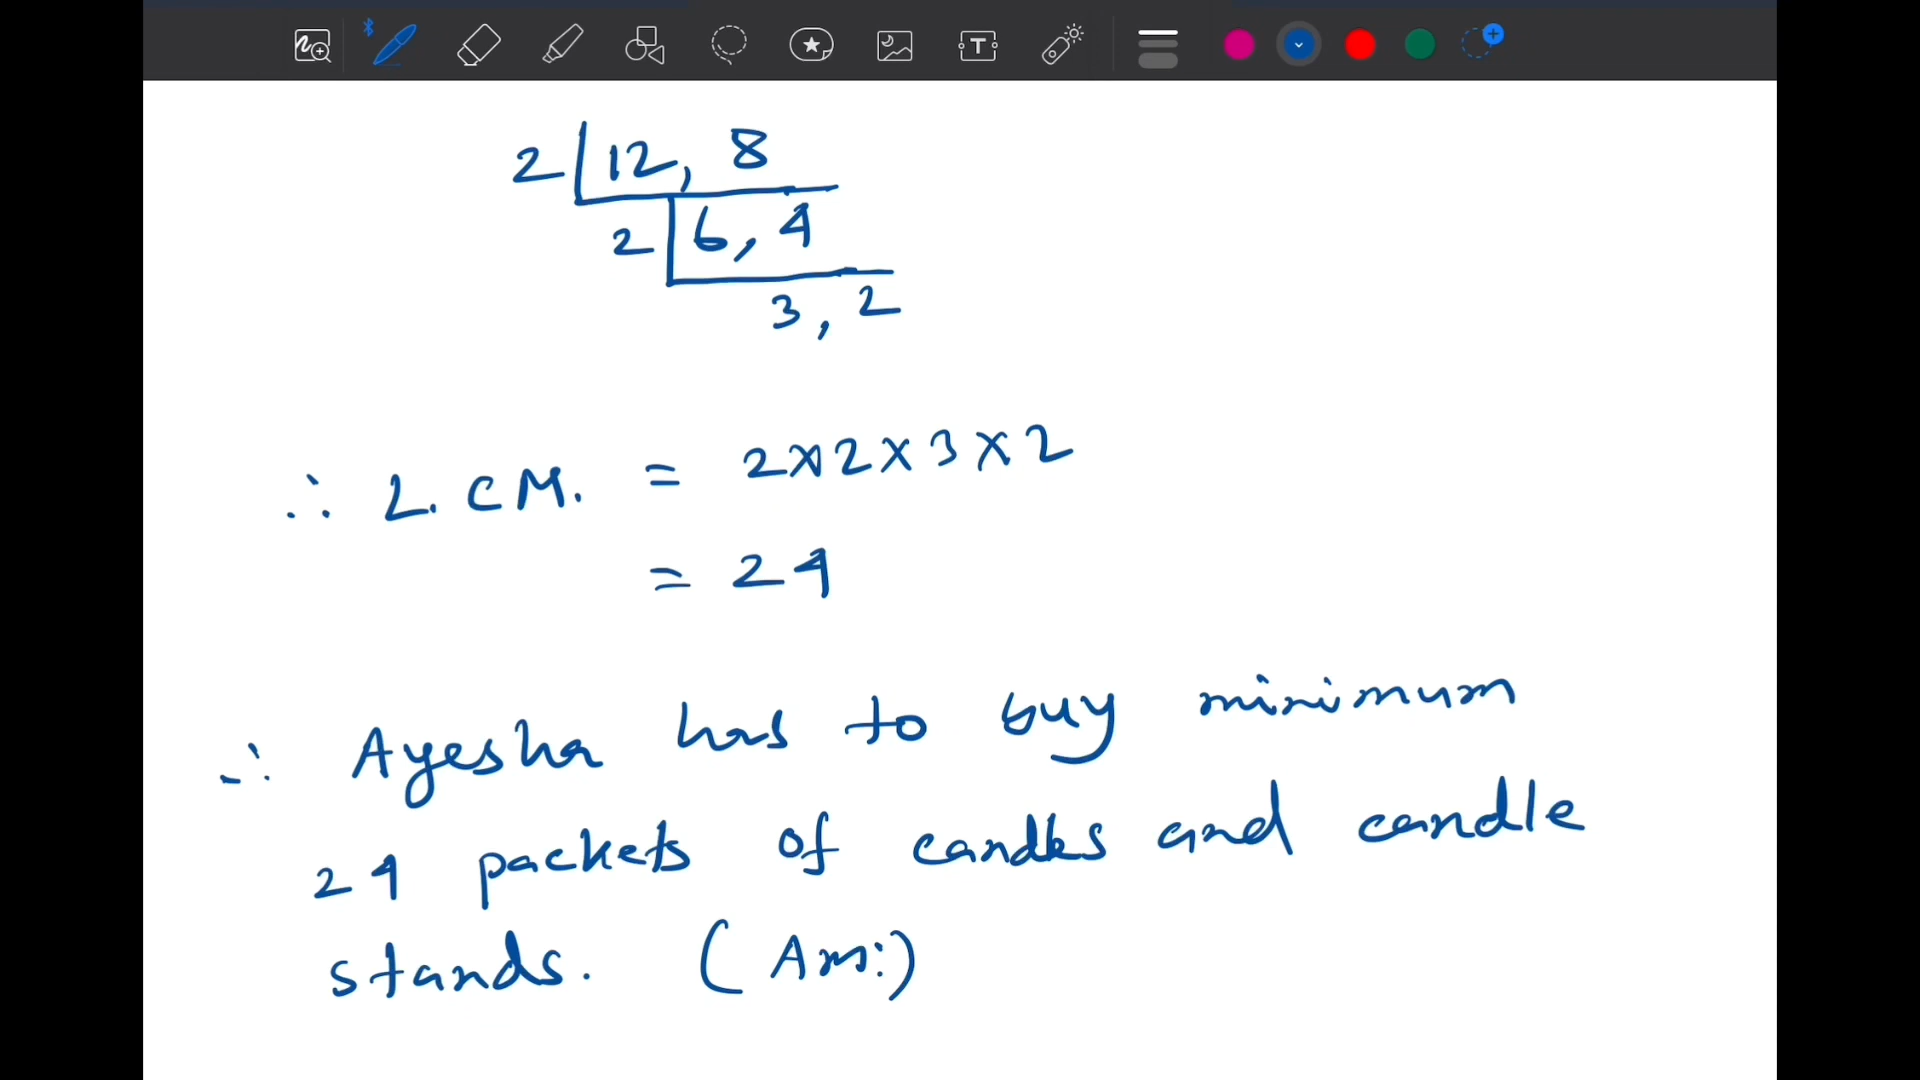 2 | 12, 8
2 | 6, 4
3, 2
∴ L.C.M. = 2×2×3×2
= 24
∴ Ayesha has to buy minimum
24 packets of candles and candle
stands. (Ans:)